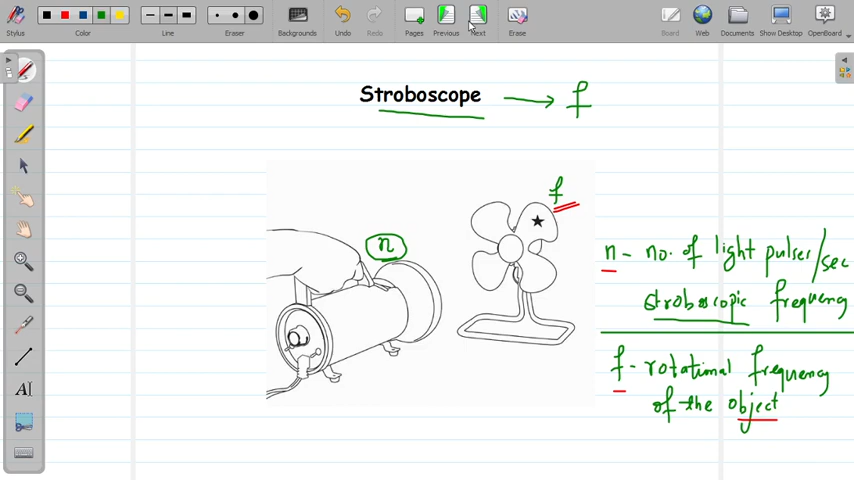 Stylus Color Line Eraser Backgrounds Undo Redo Pages Previous Next Erase Board Web Documents Show Desktop OpenBoard
Stroboscope → f
f
n
n - no. of light pulses/sec
stroboscopic frequency
f - rotational frequency
of the object
AI